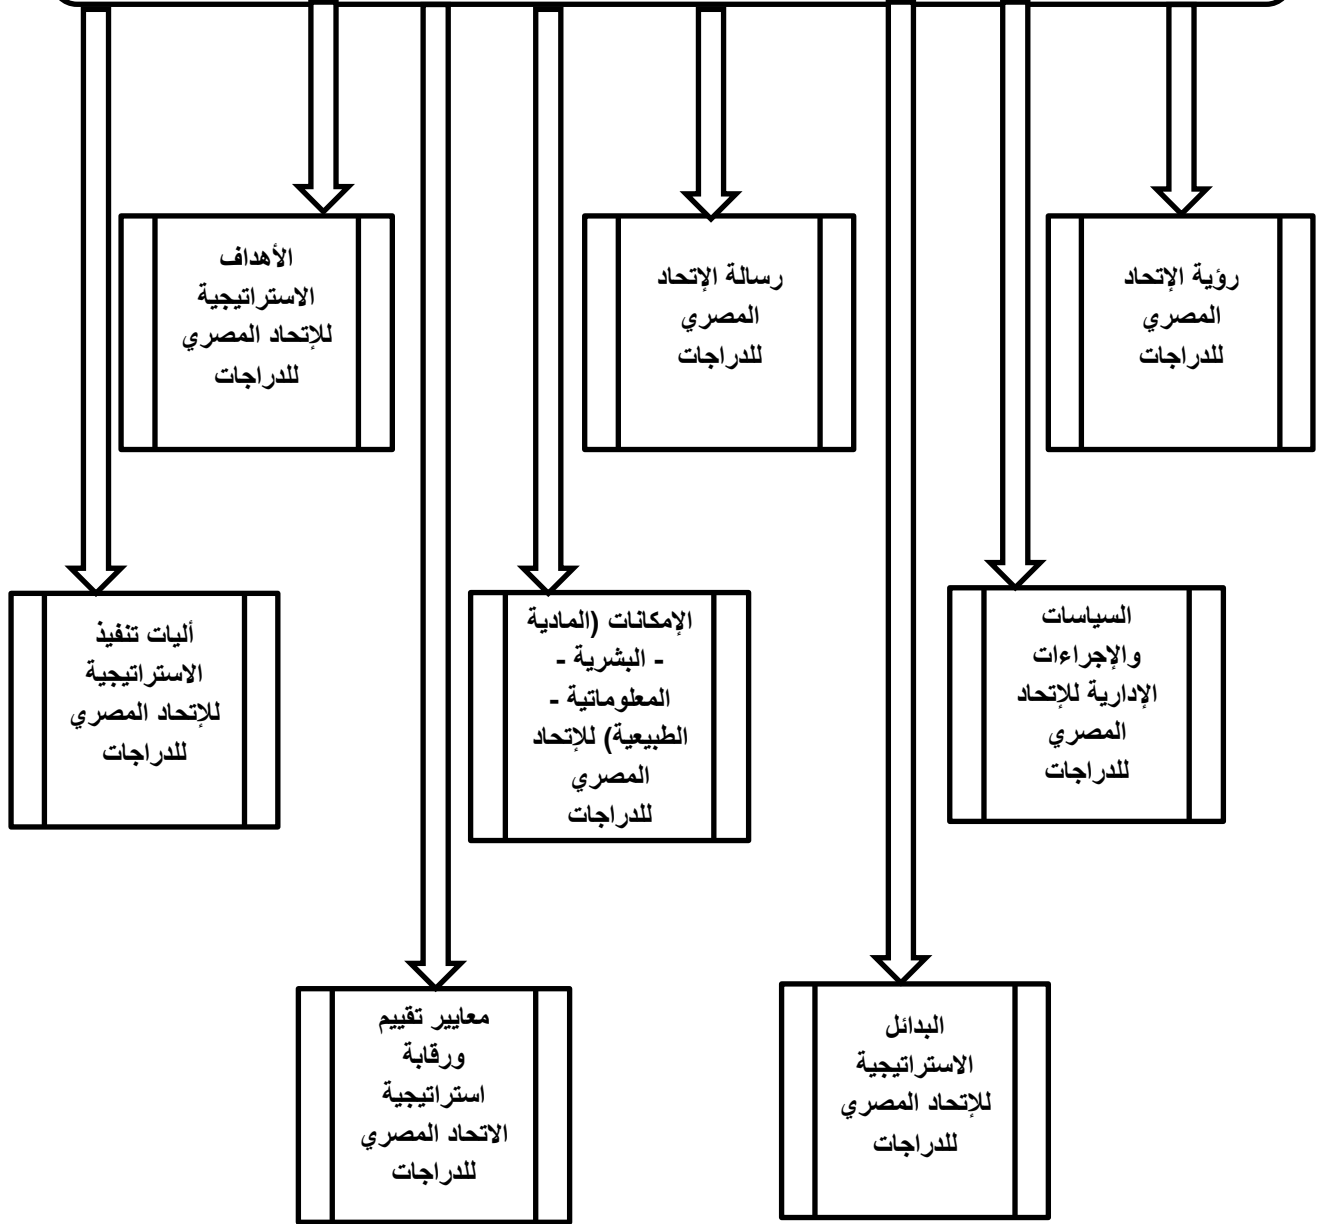 رؤية الإتحاد
المصري
للدراجات
رسالة الإتحاد
المصري
للدراجات
الأهداف
الاستراتيجية
للإتحاد المصري
للدراجات
السياسات
والإجراءات
الإدارية للإتحاد
المصري
للدراجات
الإمكانات (المادية
- البشرية -
المعلوماتية -
الطبيعية) للإتحاد
المصري
للدراجات
أليات تنفيذ
الاستراتيجية
للإتحاد المصري
للدراجات
البدائل
الاستراتيجية
للإتحاد المصري
للدراجات
معايير تقييم
ورقابة
استراتيجية
الاتحاد المصري
للدراجات